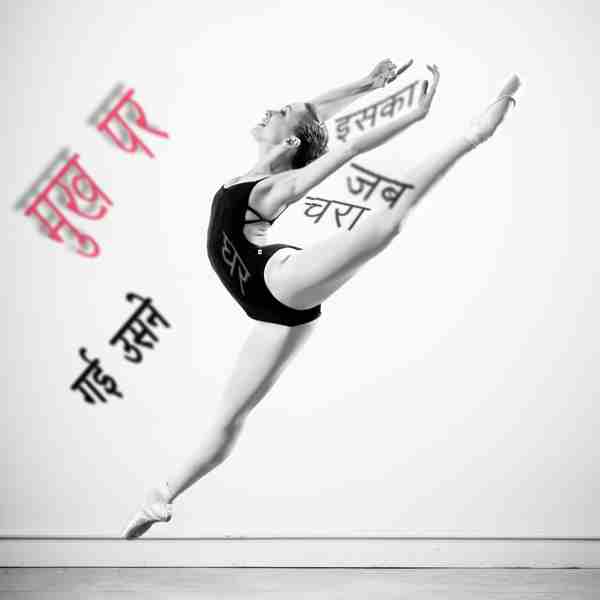 मुख पर
इसका
जब
चरा
घर
गई उसने